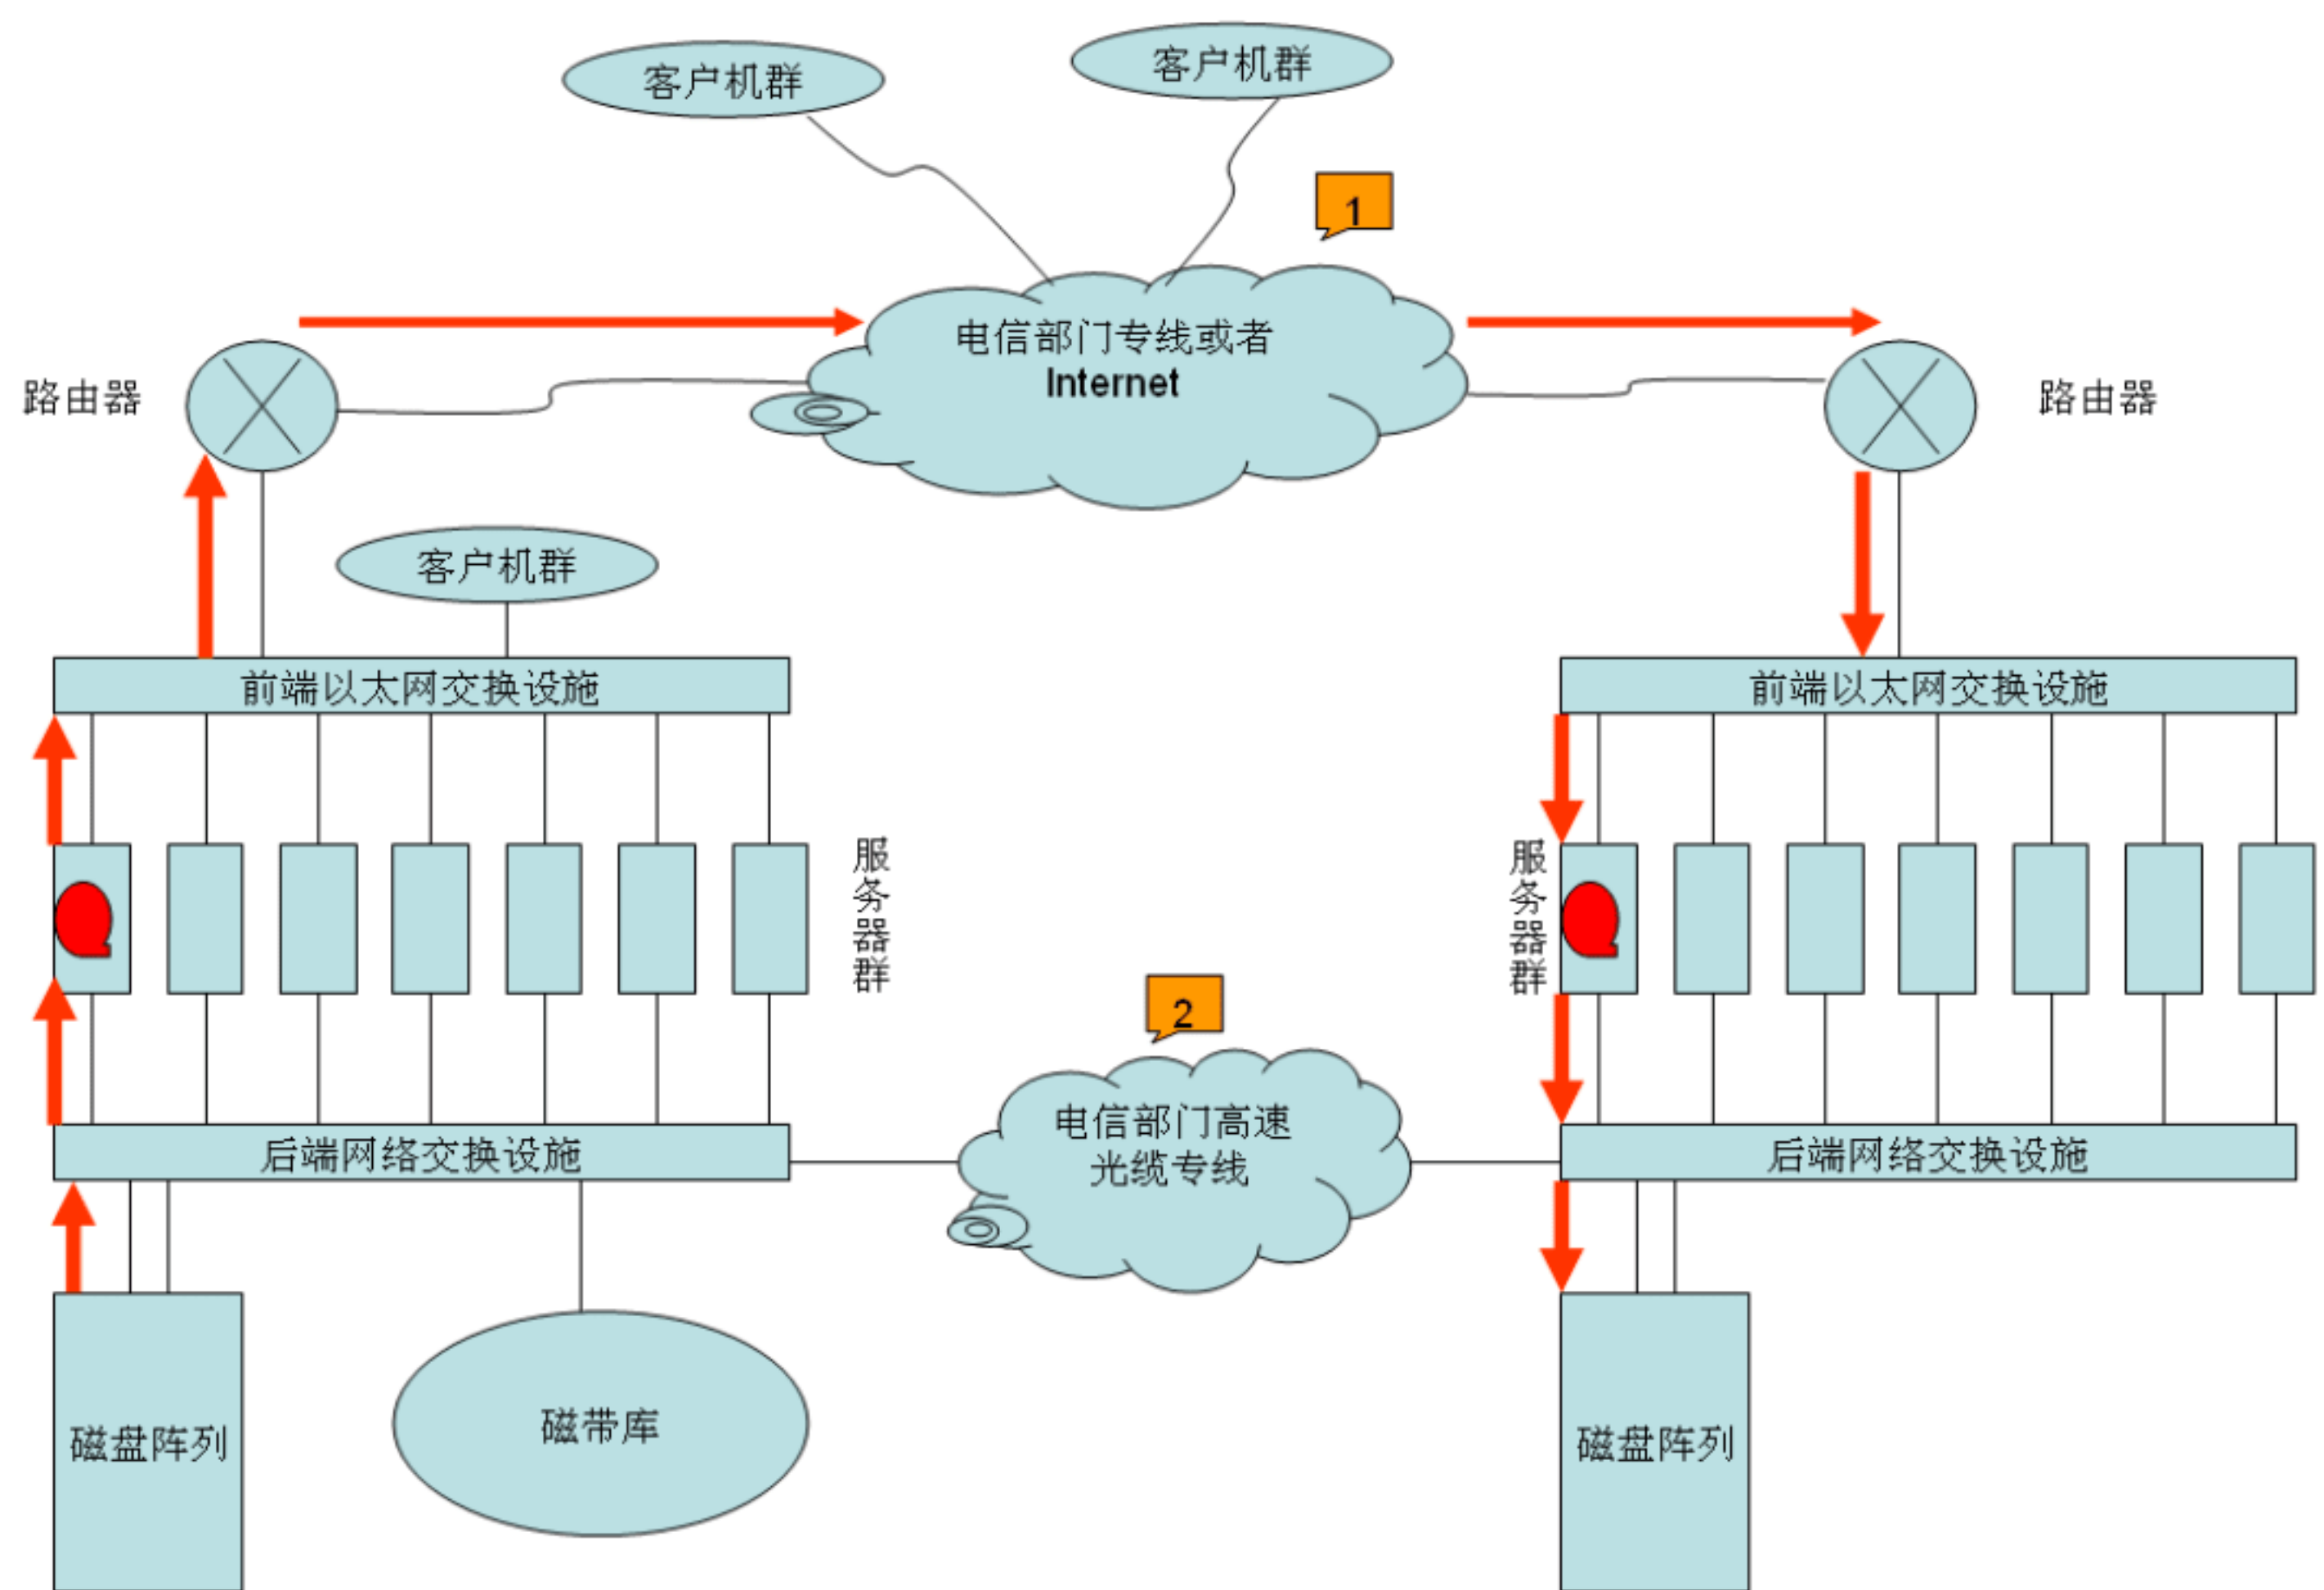 客户机群
客户机群
1
电信部门专线或者
Internet
路由器
路由器
客户机群
前端以太网交换设施
前端以太网交换设施
服务器群
服务器群
2
电信部门高速
光缆专线
后端网络交换设施
后端网络交换设施
磁盘阵列
磁带库
磁盘阵列